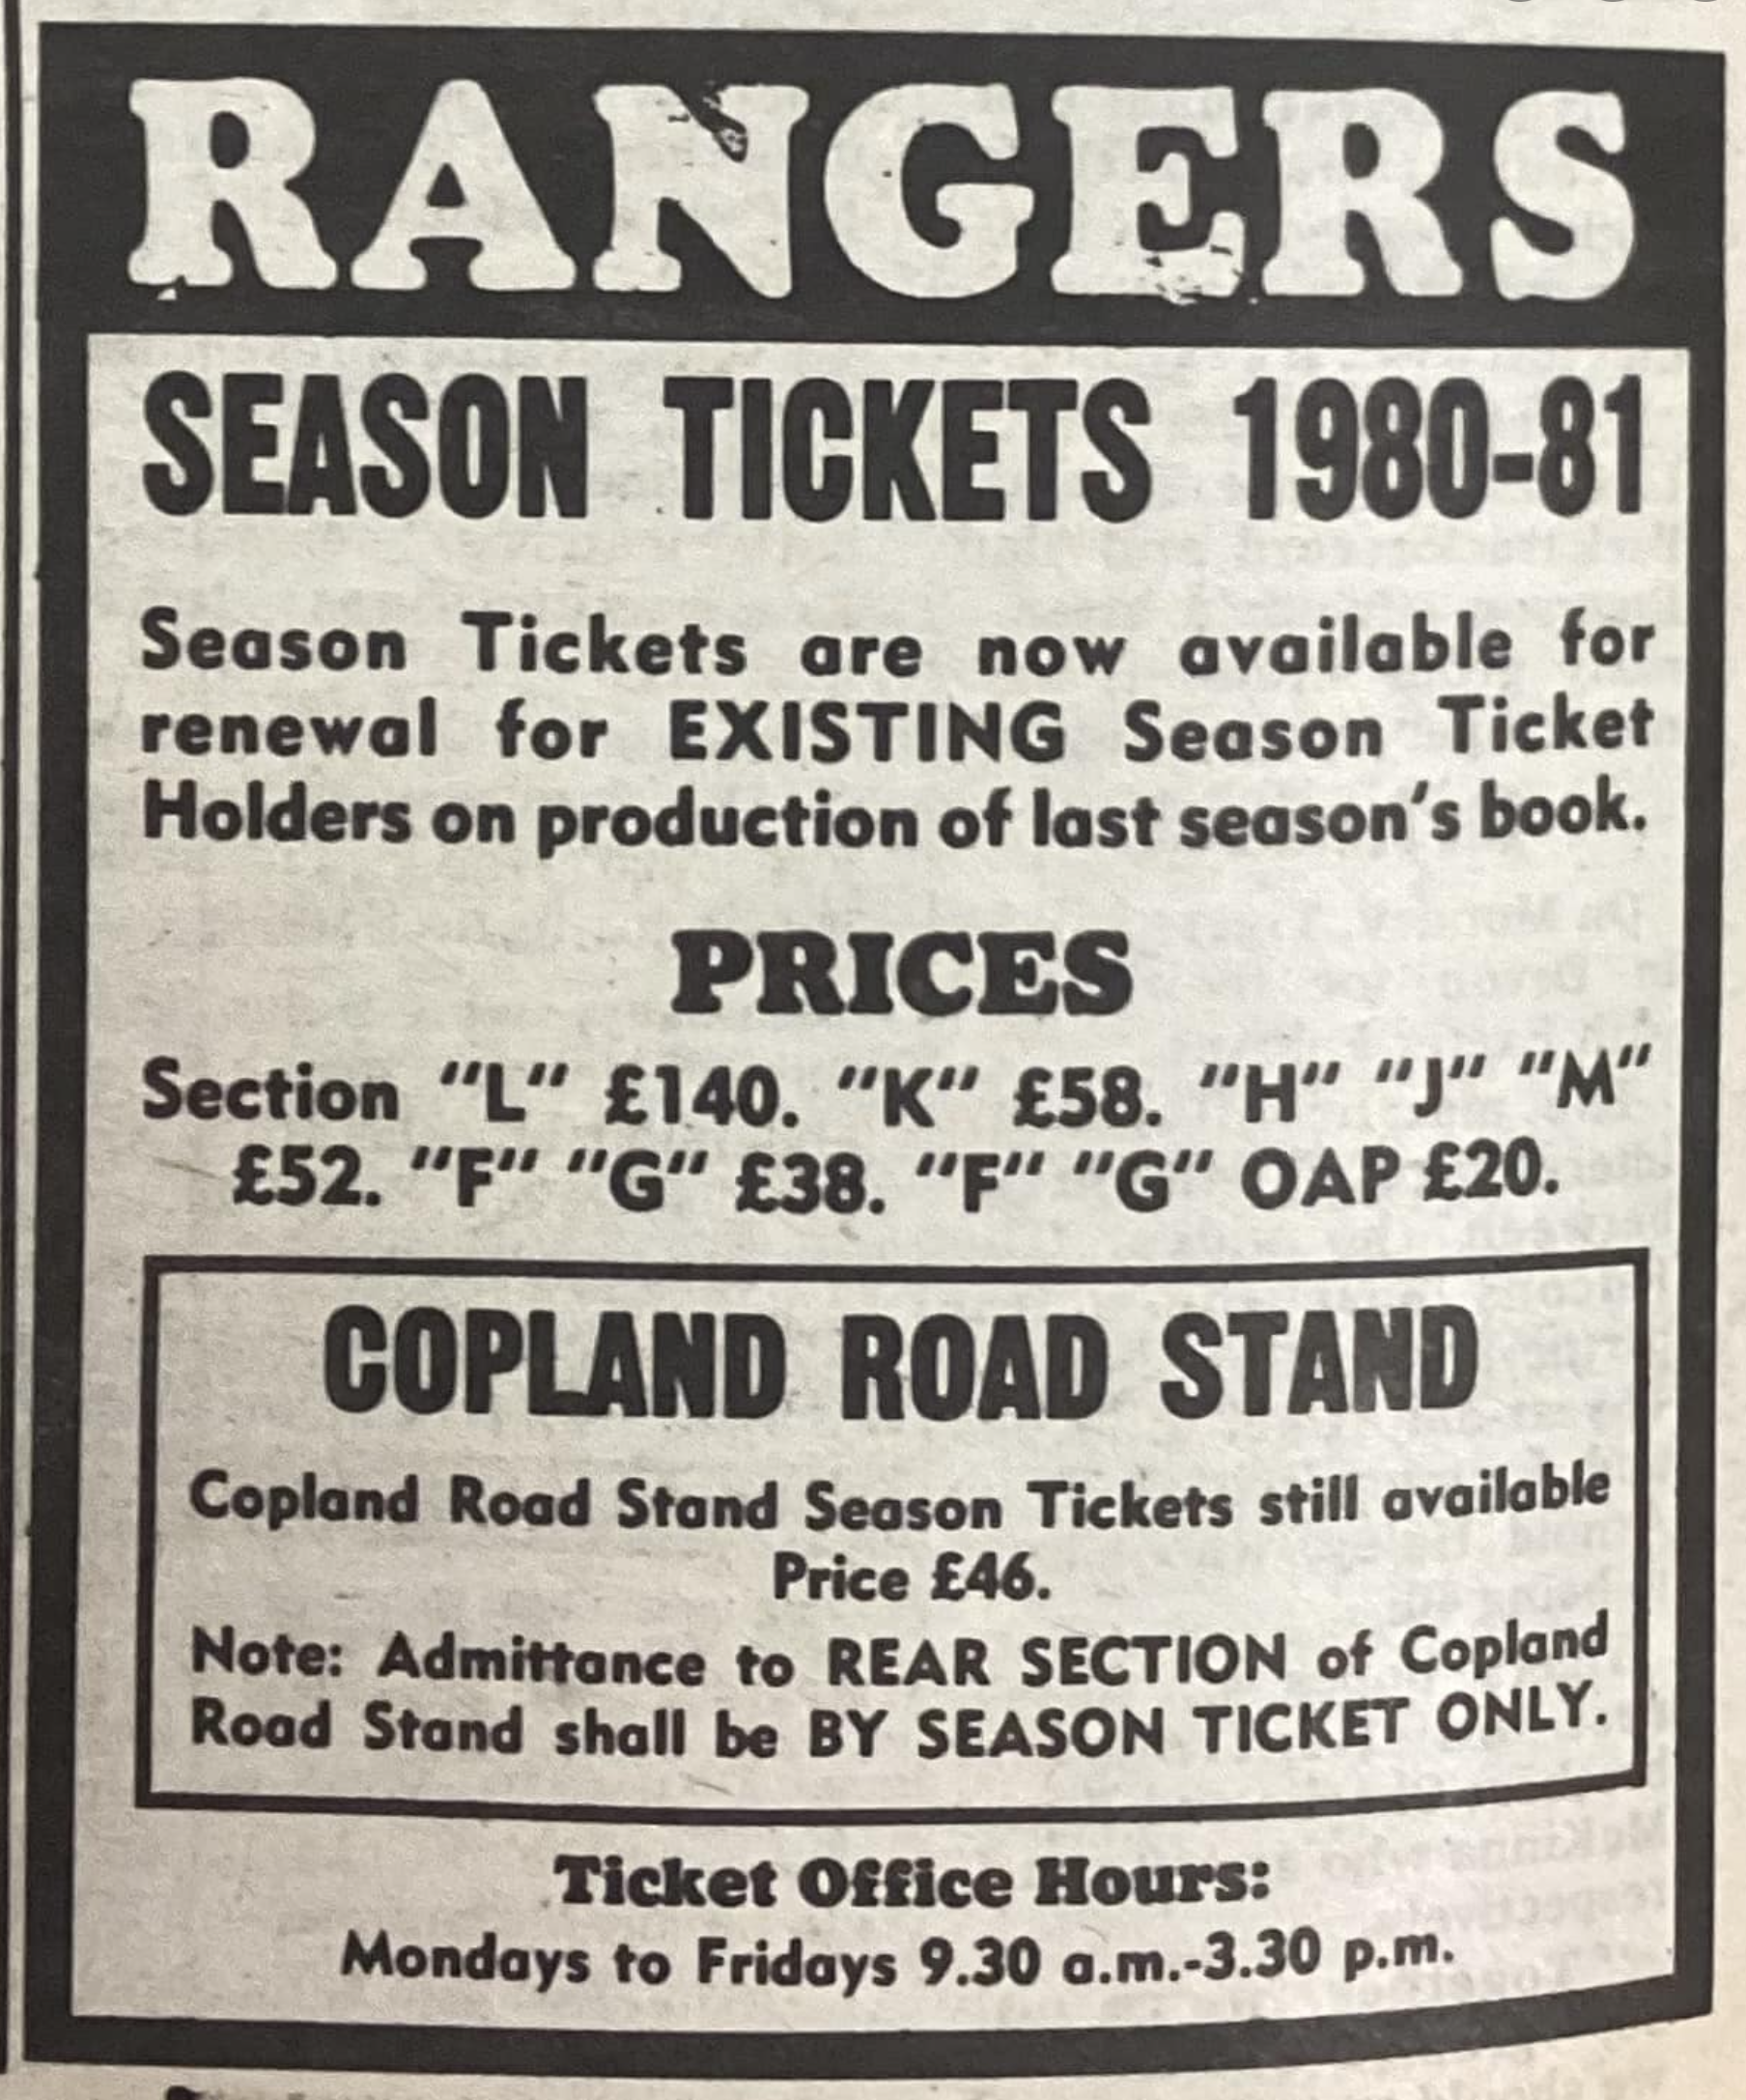 RANGERS
SEASON TICKETS 1980-81
Season Tickets are now available for
renewal for EXISTING Season Ticket
Holders on production of last season's book.
PRICES
Section "L" £140. "K" £58. "H" "J" "M"
£52. "F" "G" £38. "F" "G" OAP £20.
COPLAND ROAD STAND
Copland Road Stand Season Tickets still available
Price £46.
Note: Admittance to REAR SECTION of Copland
Road Stand shall be BY SEASON TICKET ONLY.
Ticket Office Hours:
Mondays to Fridays 9.30 a.m.-3.30 p.m.